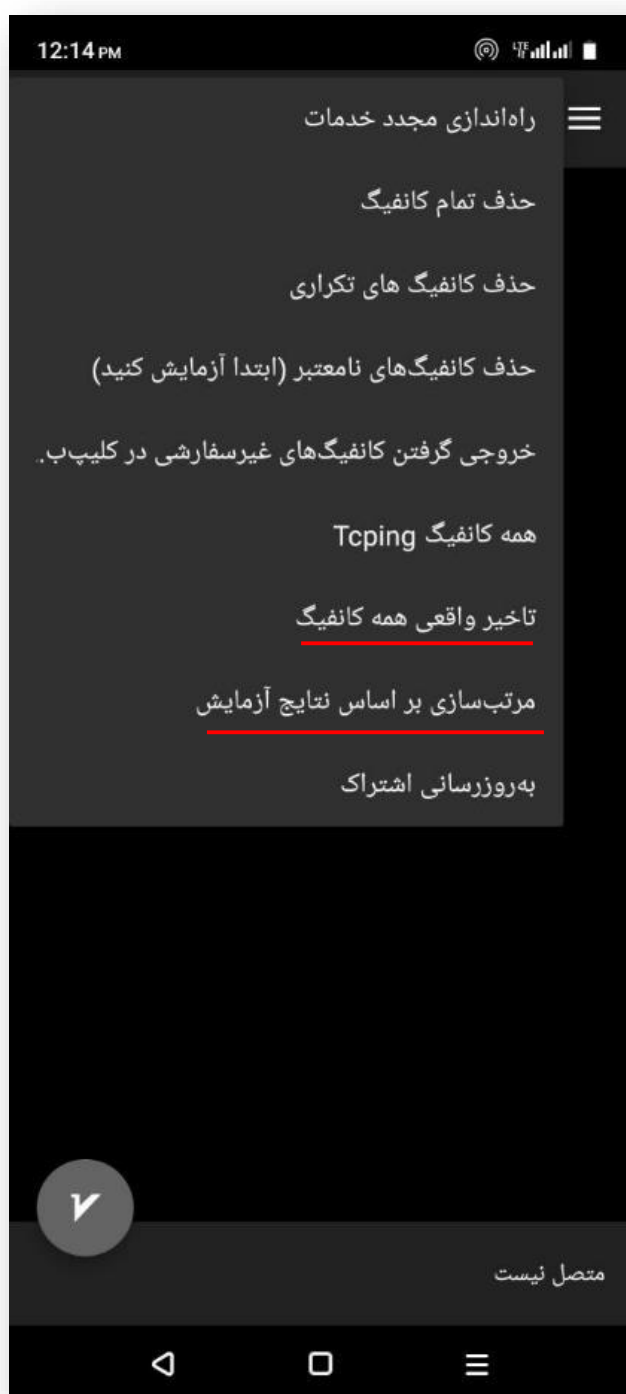 12:14 PM
راه‌اندازی مجدد خدمات
حذف تمام کانفیگ
حذف کانفیگ های تکراری
حذف کانفیگ‌های نامعتبر (ابتدا آزمایش کنید)
خروجی گرفتن کانفیگ‌های غیرسفارشی در کلیپ‌ب..
همه کانفیگ Tcping
تاخیر واقعی همه کانفیگ
مرتب‌سازی بر اساس نتایج آزمایش
به‌روزرسانی اشتراک
V
متصل نیست